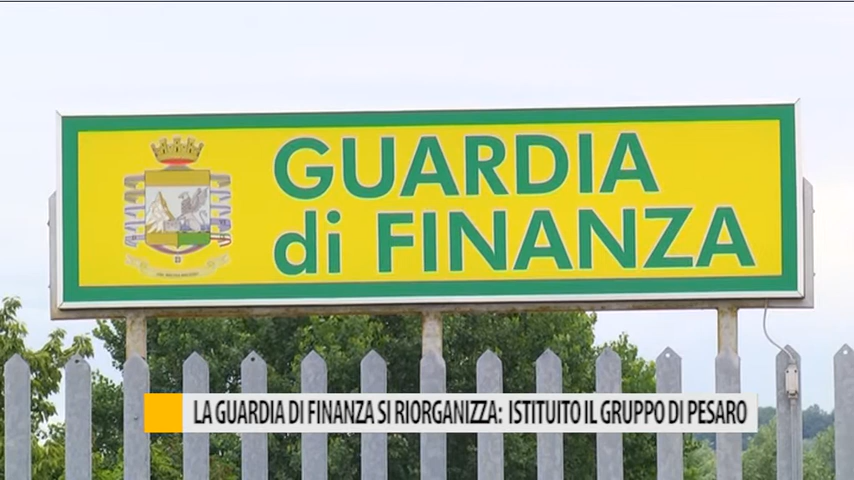 GUARDIA
di FINANZA
LA GUARDIA DI FINANZA SI RIORGANIZZA: ISTITUITO IL GRUPPO DI PESARO